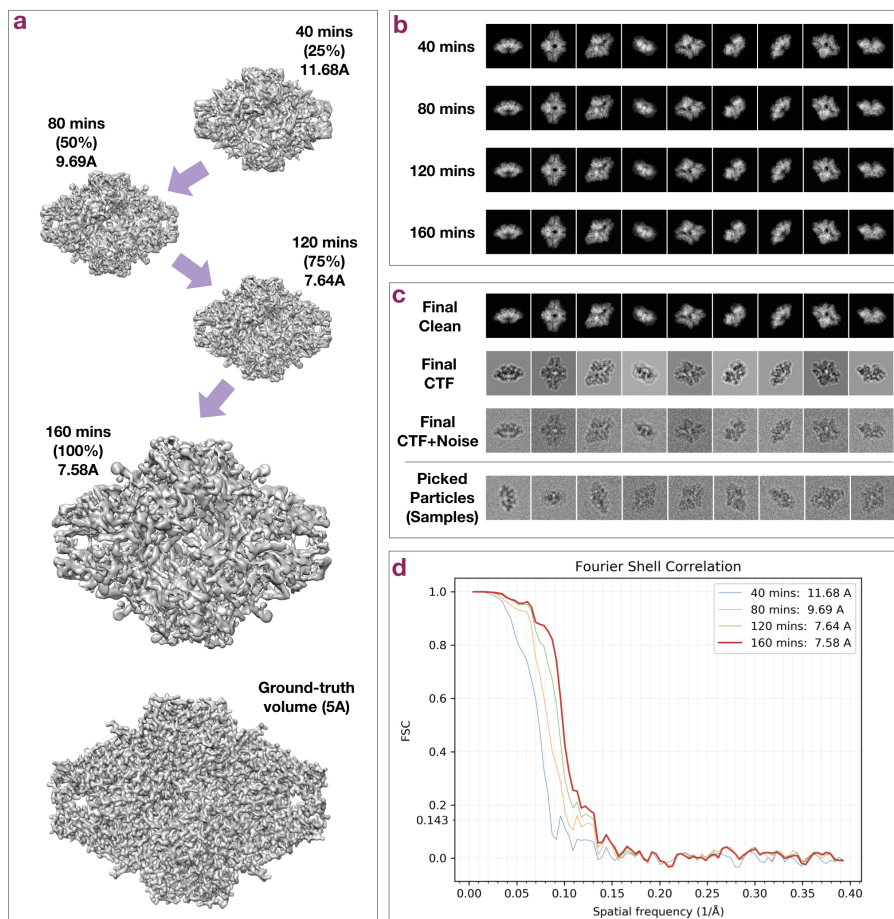 a
40 mins
(25%)
11.68A
80 mins
(50%)
9.69A
120 mins
(75%)
7.64A
160 mins
(100%)
7.58A
Ground-truth
volume (5A)
b
40 mins
80 mins
120 mins
160 mins
c
Final
Clean
Final
CTF
Final
CTF+Noise
Picked
Particles
(Samples)
d
Fourier Shell Correlation
40 mins: 11.68 A
80 mins: 9.69 A
120 mins: 7.64 A
160 mins: 7.58 A
FSC
1.0
0.8
0.6
0.4
0.2
0.143
0.0
0.00 0.05 0.10 0.15 0.20 0.25 0.30 0.35 0.40
Spatial frequency (1/Å)